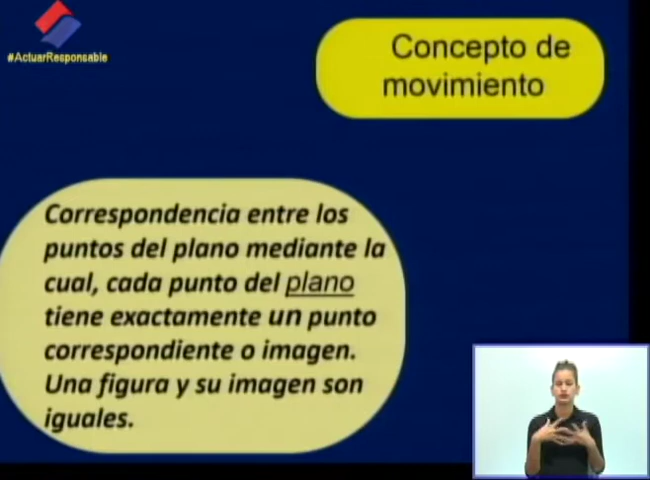 #ActuarResponsable
Concepto de
movimiento
Correspondencia entre los
puntos del plano mediante la
cual, cada punto del plano
tiene exactamente un punto
correspondiente o imagen.
Una figura y su imagen son
iguales.